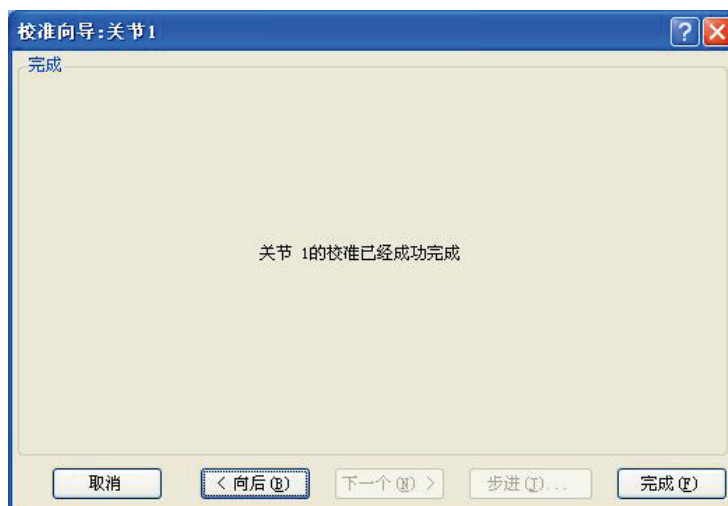 校准向导:关节1
完成
关节 1的校准已经成功完成
取消
< 向后(B)
下一个(N) >
步进(T)...
完成(F)